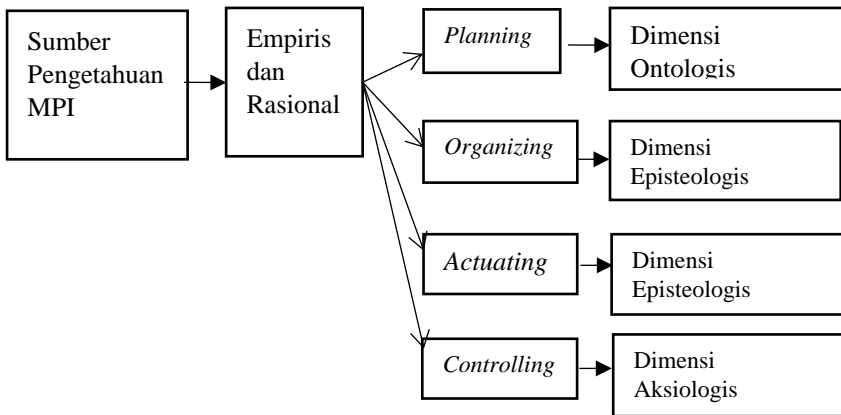 Sumber
Pengetahuan
MPI
Empiris
dan
Rasional
Planning
Dimensi
Ontologis
Organizing
Dimensi
Episteologis
Actuating
Dimensi
Episteologis
Controlling
Dimensi
Aksiologis